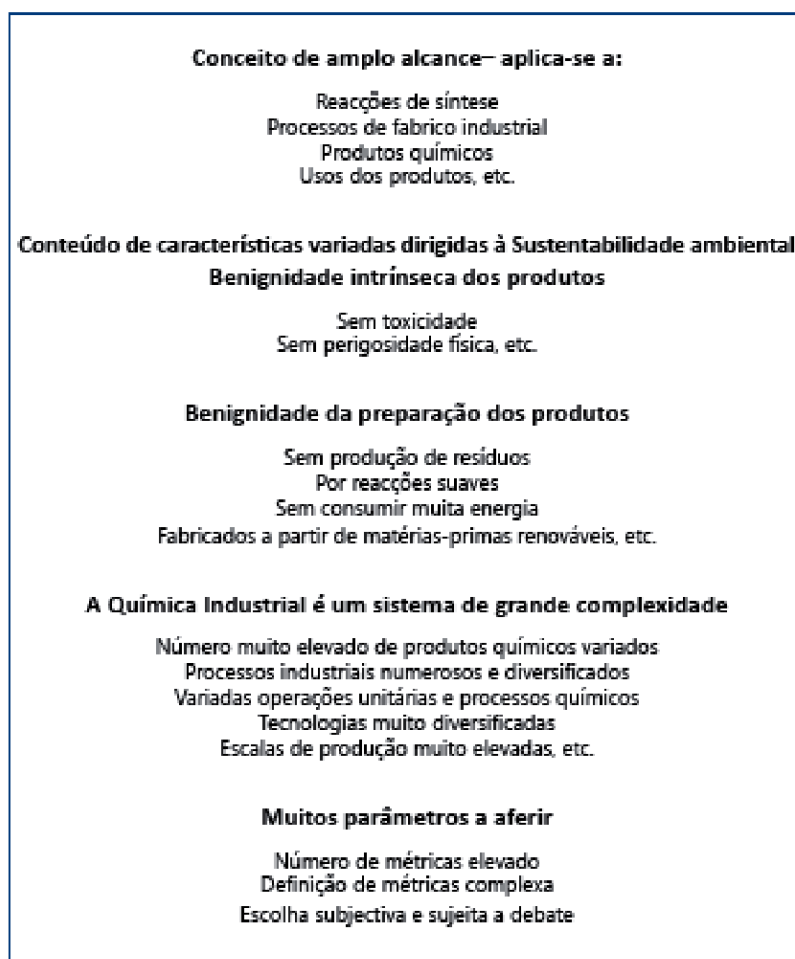 Conceito de amplo alcance– aplica-se a:
Reacções de síntese
Processos de fabrico industrial
Produtos químicos
Usos dos produtos, etc.
Conteúdo de características variadas dirigidas à Sustentabilidade ambiental
Benignidade intrínseca dos produtos
Sem toxicidade
Sem perigosidade física, etc.
Benignidade da preparação dos produtos
Sem produção de resíduos
Por reacções suaves
Sem consumir muita energia
Fabricados a partir de matérias-primas renováveis, etc.
A Química Industrial é um sistema de grande complexidade
Número muito elevado de produtos químicos variados
Processos industriais numerosos e diversificados
Variadas operações unitárias e processos químicos
Tecnologias muito diversificadas
Escalas de produção muito elevadas, etc.
Muitos parâmetros a aferir
Número de métricas elevado
Definição de métricas complexa
Escolha subjectiva e sujeita a debate